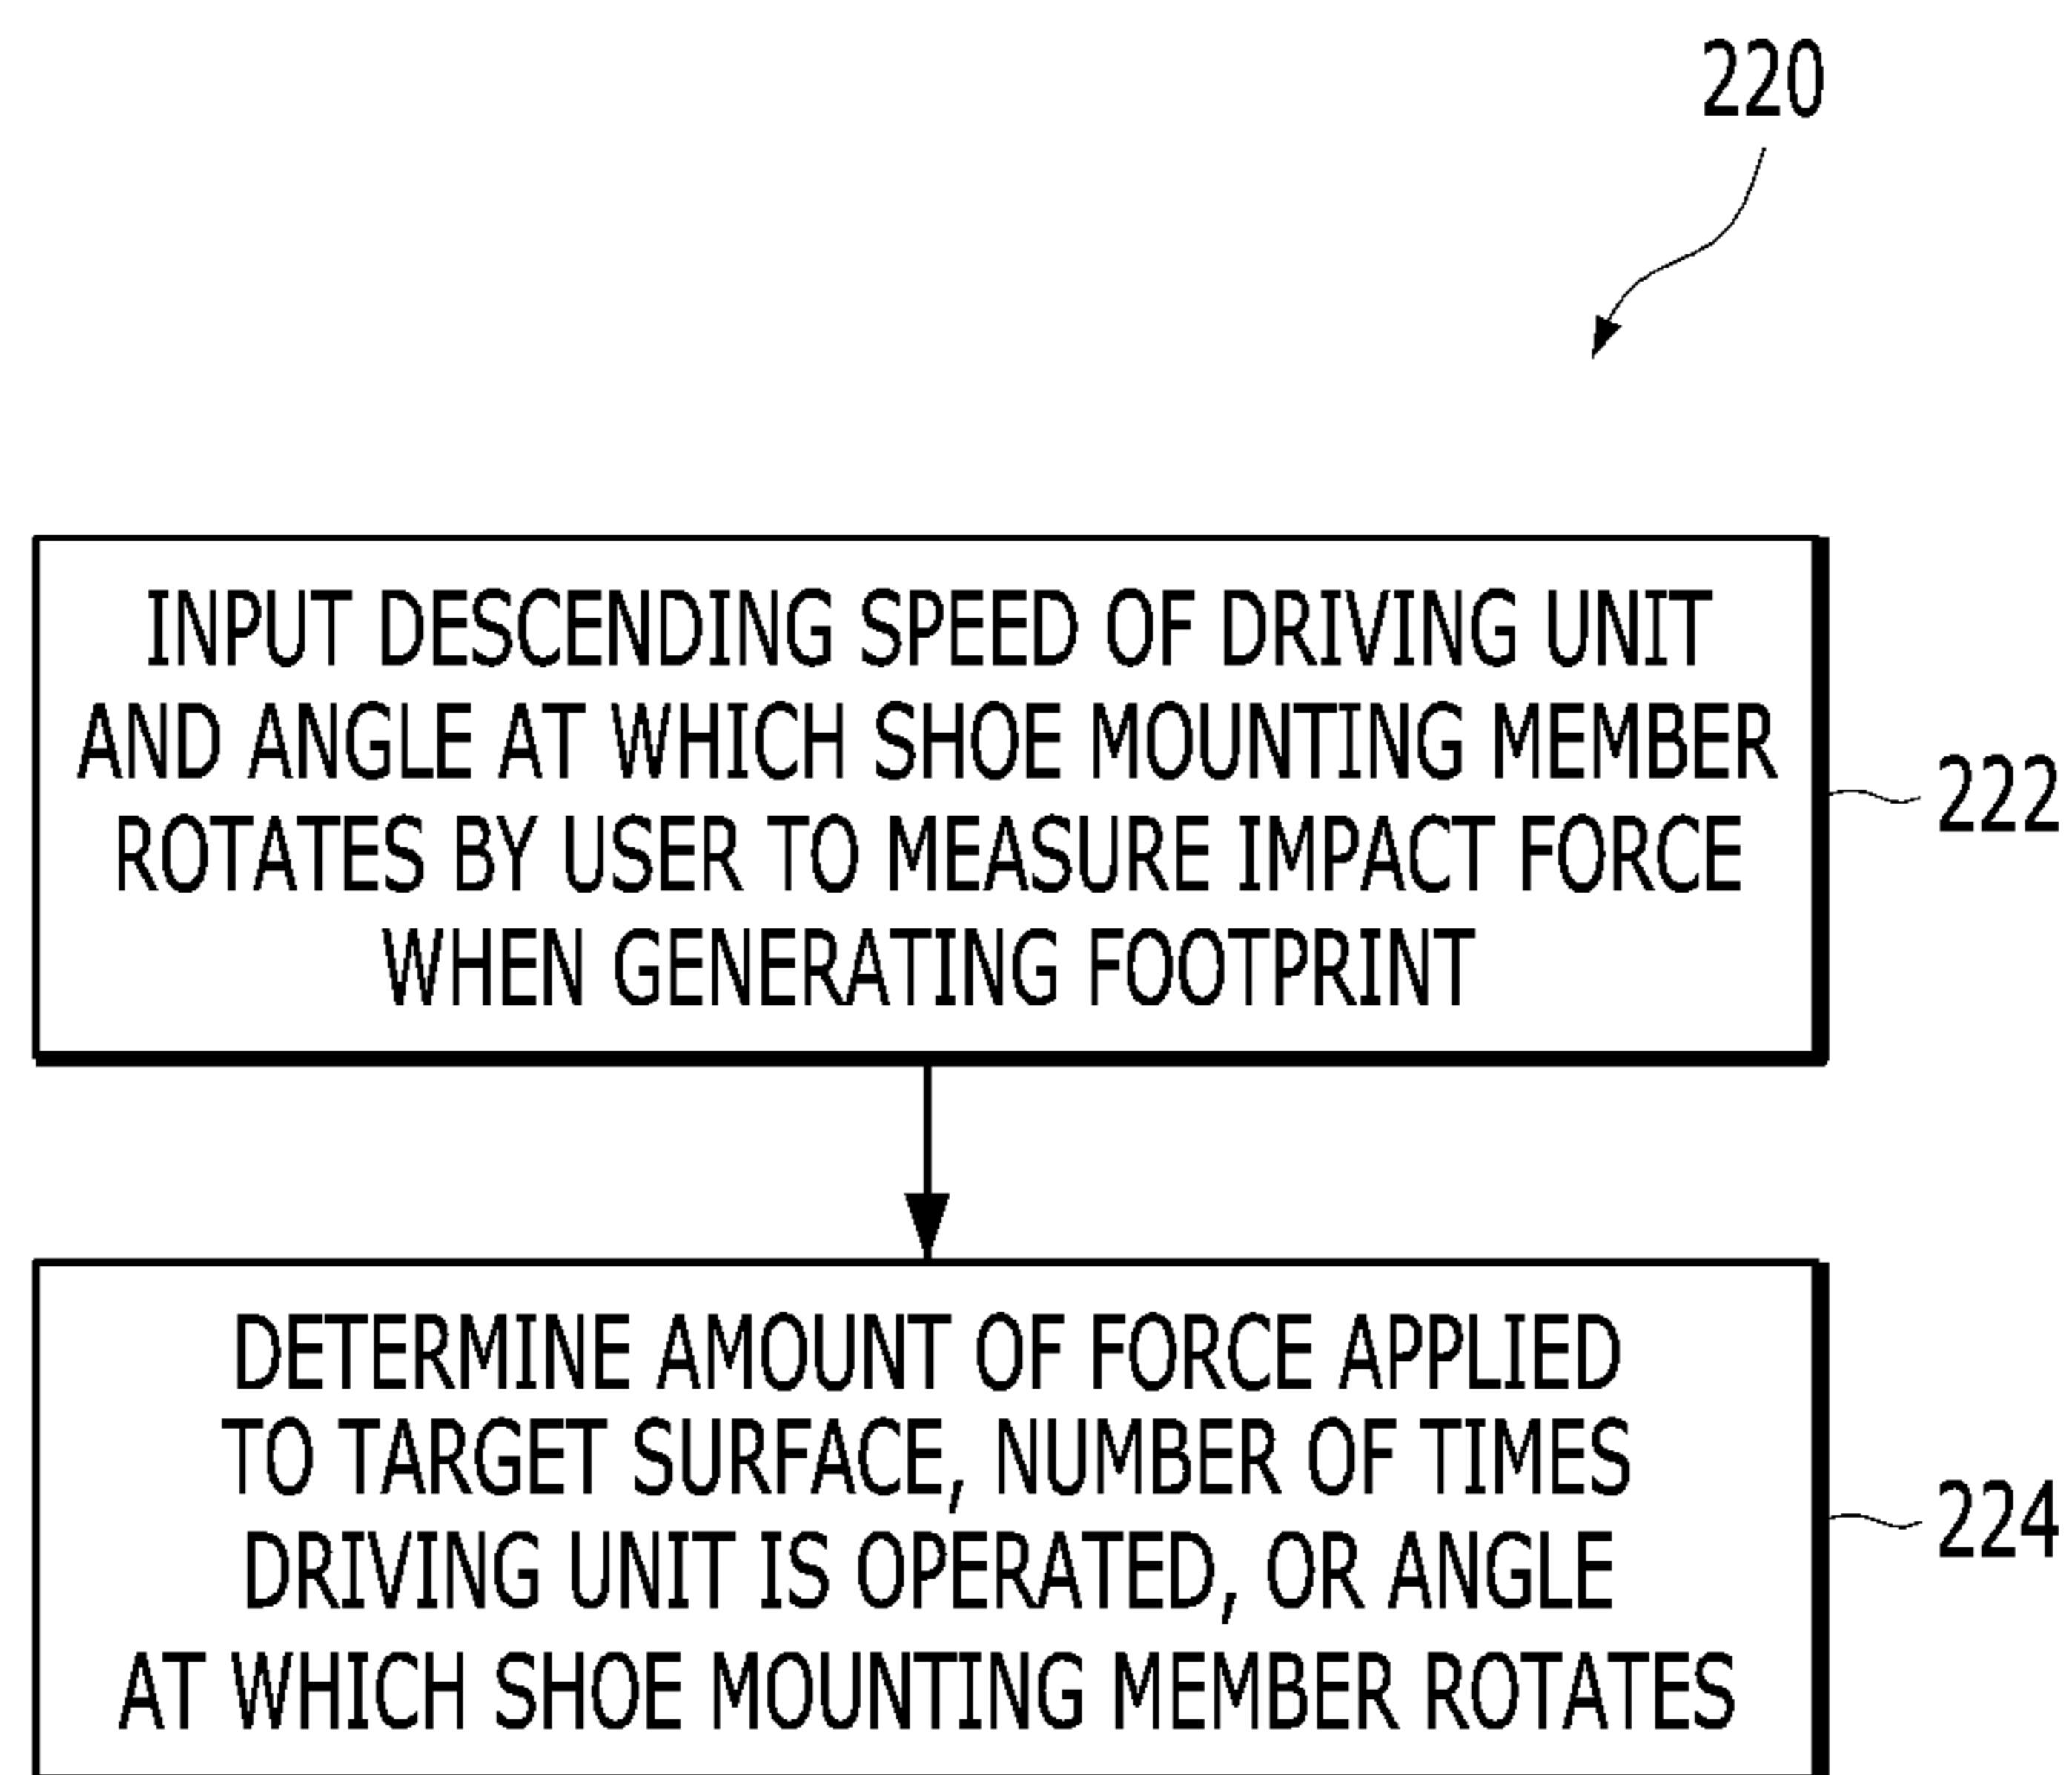 220
INPUT DESCENDING SPEED OF DRIVING UNIT
AND ANGLE AT WHICH SHOE MOUNTING MEMBER
ROTATES BY USER TO MEASURE IMPACT FORCE
WHEN GENERATING FOOTPRINT
222
DETERMINE AMOUNT OF FORCE APPLIED
TO TARGET SURFACE, NUMBER OF TIMES
DRIVING UNIT IS OPERATED, OR ANGLE
AT WHICH SHOE MOUNTING MEMBER ROTATES
224